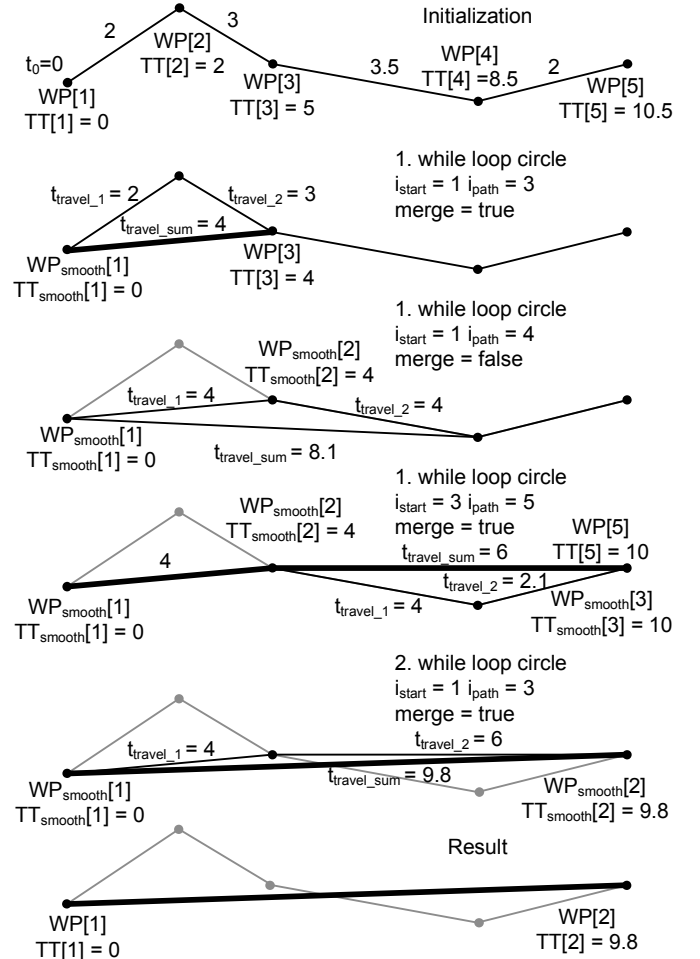 Initialization
2
3
t0=0
WP[1]
TT[1] = 0
WP[2]
TT[2] = 2
WP[3]
TT[3] = 5
3.5
WP[4]
TT[4] =8.5
2
WP[5]
TT[5] = 10.5
1. while loop circle
istart = 1 ipath = 3
merge = true
ttravel_1 = 2
ttravel_2 = 3
ttravel_sum = 4
WPsmooth[1]
TTsmooth[1] = 0
WP[3]
TT[3] = 4
1. while loop circle
istart = 1 ipath = 4
merge = false
WPsmooth[2]
TTsmooth[2] = 4
ttravel_1 = 4
ttravel_2 = 4
WPsmooth[1]
TTsmooth[1] = 0
ttravel_sum = 8.1
1. while loop circle
istart = 3 ipath = 5
merge = true
WPsmooth[2]
TTsmooth[2] = 4
WP[5]
TT[5] = 10
ttravel_sum = 6
4
ttravel_2 = 2.1
ttravel_1 = 4
WPsmooth[1]
TTsmooth[1] = 0
WPsmooth[3]
TTsmooth[3] = 10
2. while loop circle
istart = 1 ipath = 3
merge = true
ttravel_1 = 4
ttravel_2 = 6
ttravel_sum = 9.8
WPsmooth[1]
TTsmooth[1] = 0
WPsmooth[2]
TTsmooth[2] = 9.8
Result
WP[1]
TT[1] = 0
WP[2]
TT[2] = 9.8